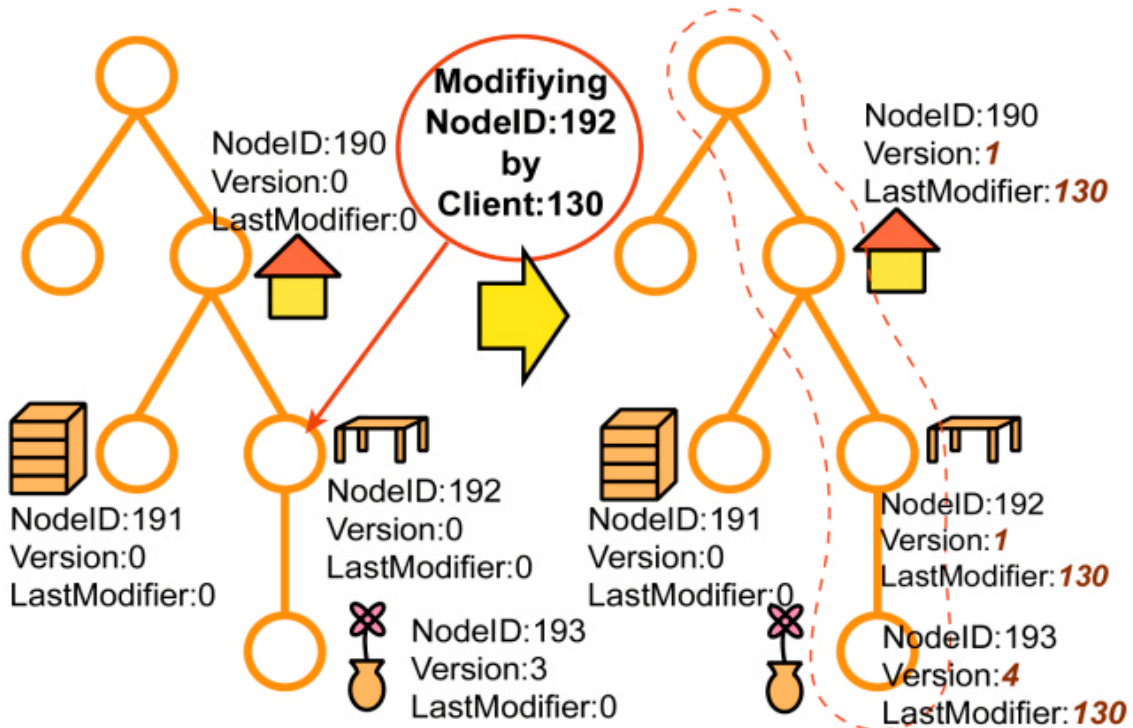 Modifiying
NodeID:192
by
Client:130
NodeID:190
Version:0
LastModifier:0
NodeID:191
Version:0
LastModifier:0
NodeID:192
Version:0
LastModifier:0
NodeID:193
Version:3
LastModifier:0
NodeID:190
Version:1
LastModifier:130
NodeID:191
Version:0
LastModifier:0
NodeID:192
Version:1
LastModifier:130
NodeID:193
Version:4
LastModifier:130